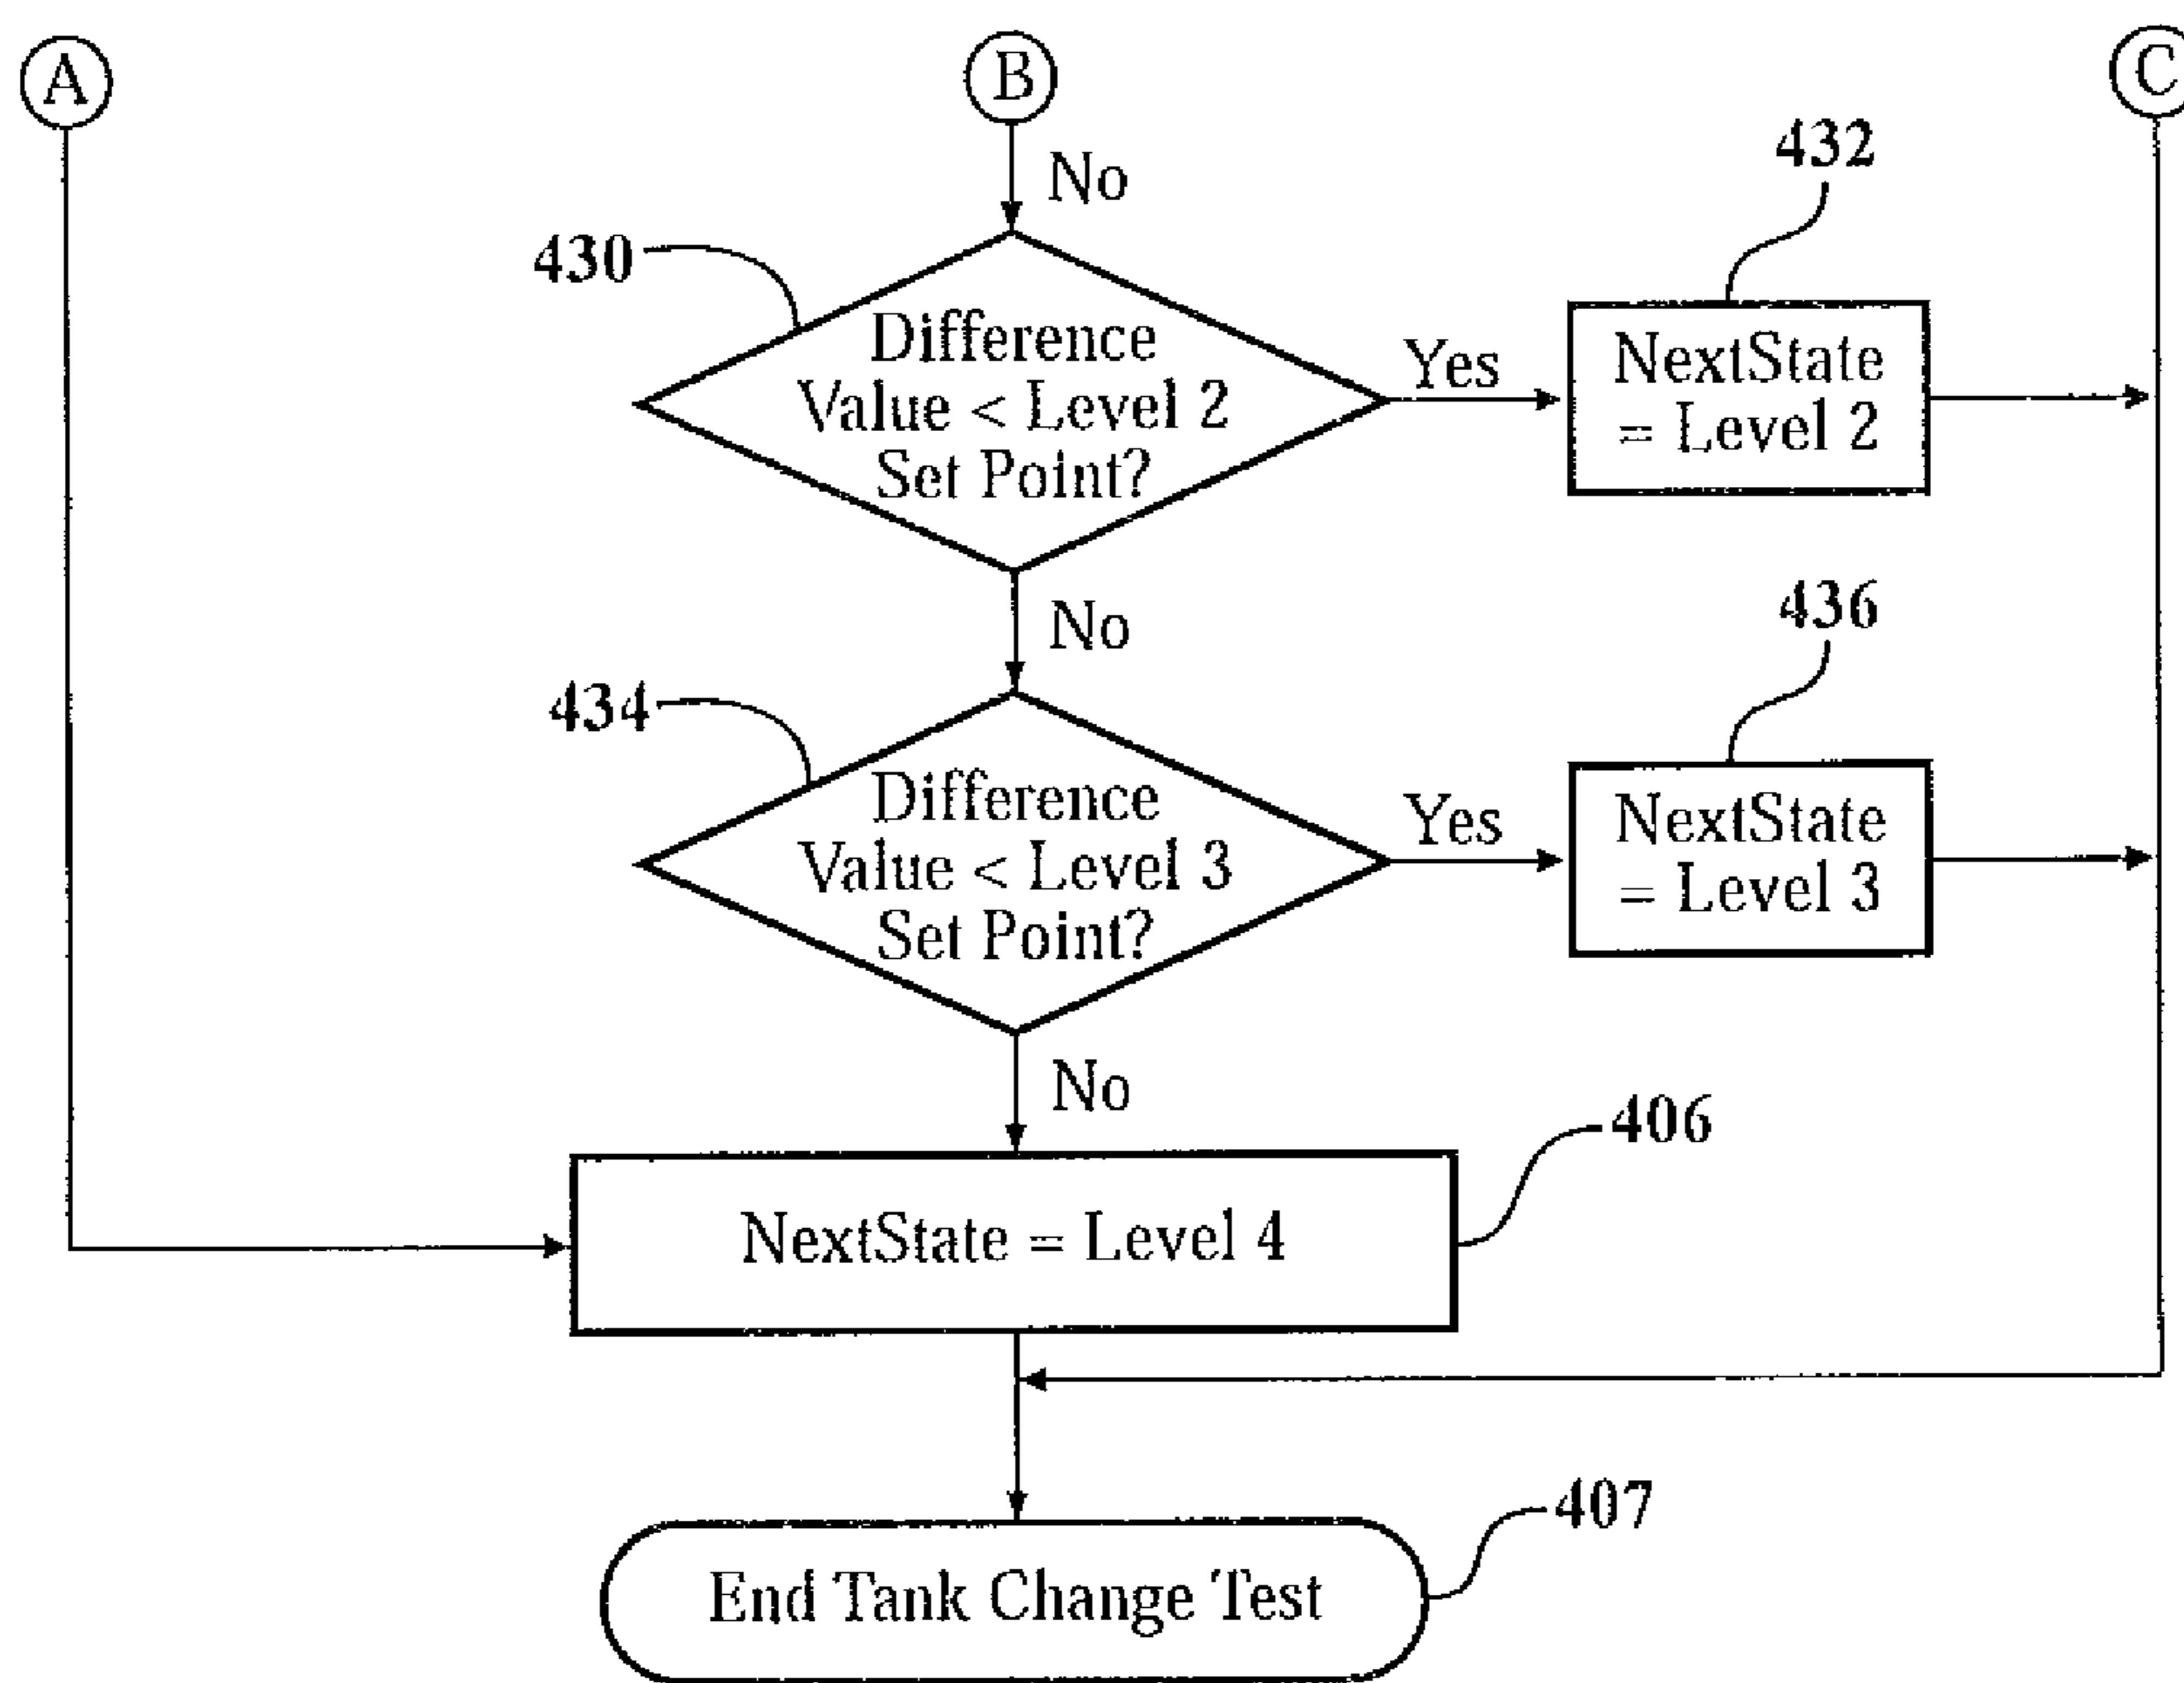 A
B
C
No
432
430
Difference
Value < Level 2
Set Point?
Yes
NextState
= Level 2
No
436
434
Difference
Value < Level 3
Set Point?
Yes
NextState
= Level 3
No
406
NextState = Level 4
407
End Tank Change Test